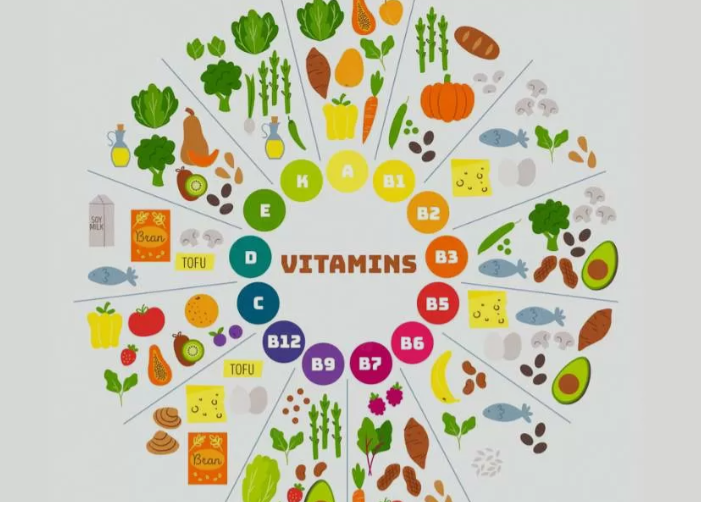 A
B1
B2
B3
B5
B6
B7
B9
B12
C
D
E
K
VITAMINS
SOY
MILK
Bran
TOFU
TOFU
Bran